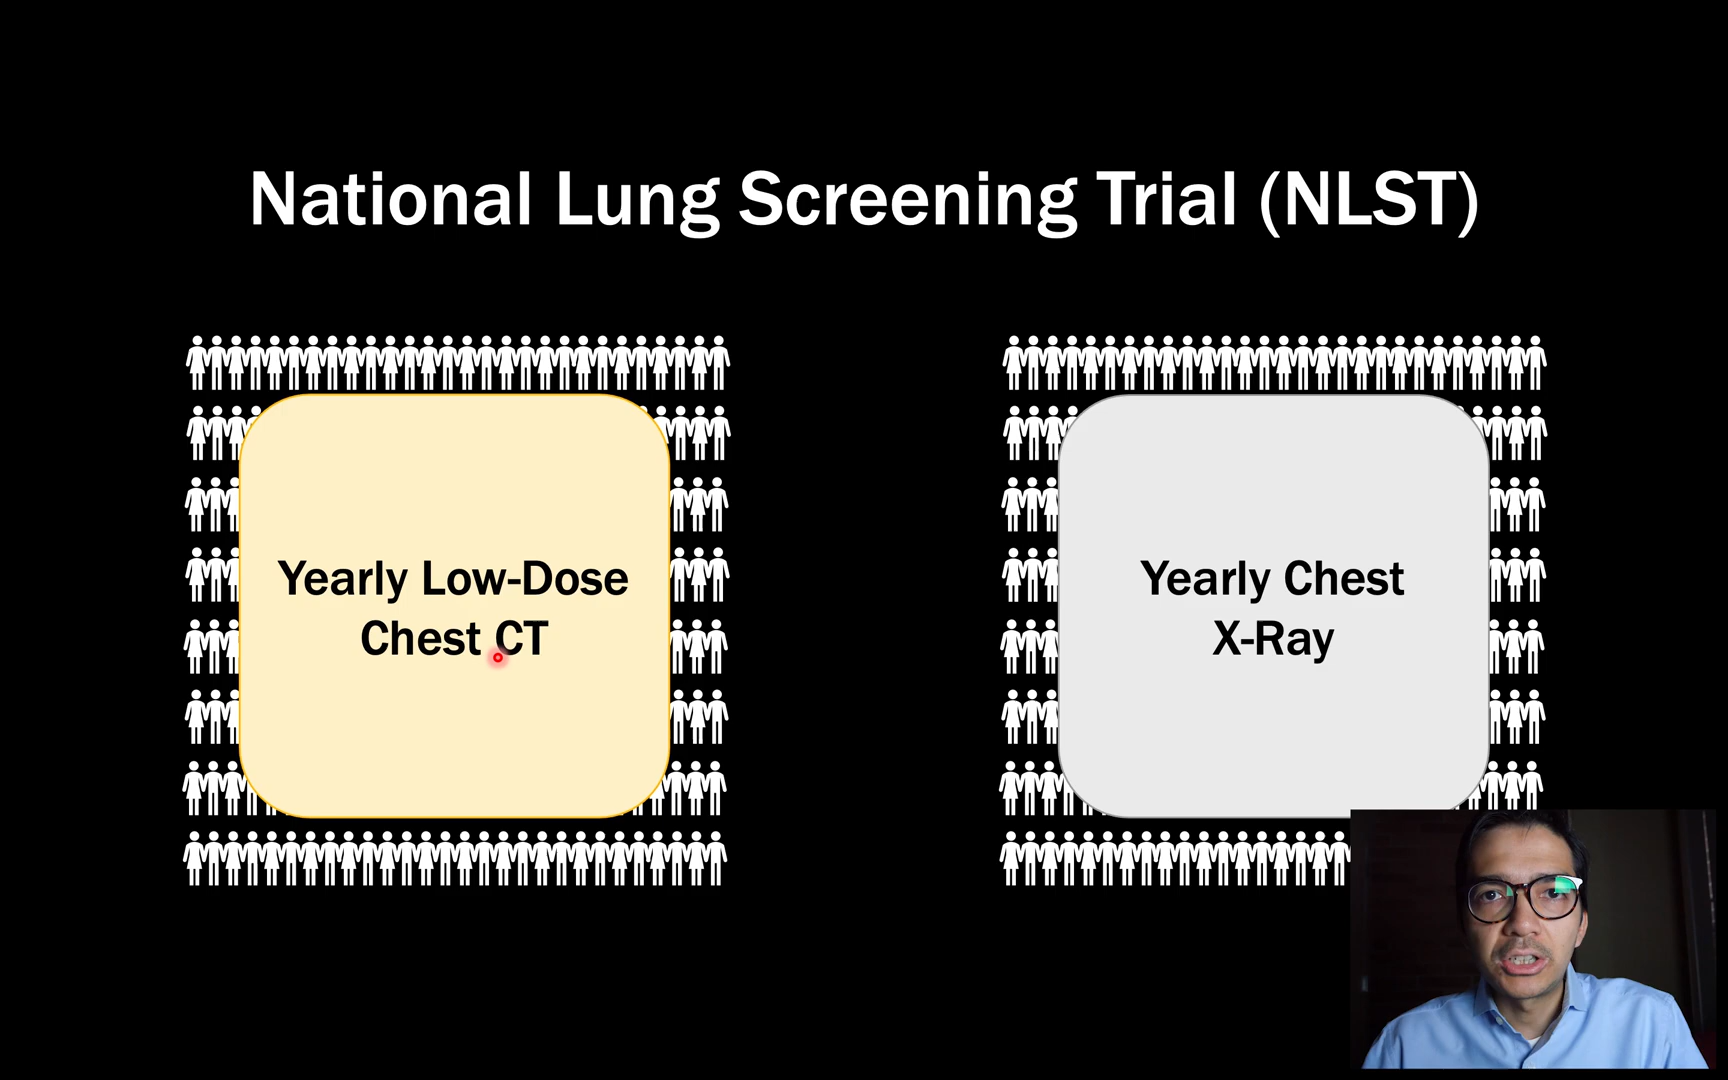 National Lung Screening Trial (NLST)
Yearly Low-Dose
Chest CT
Yearly Chest
X-Ray